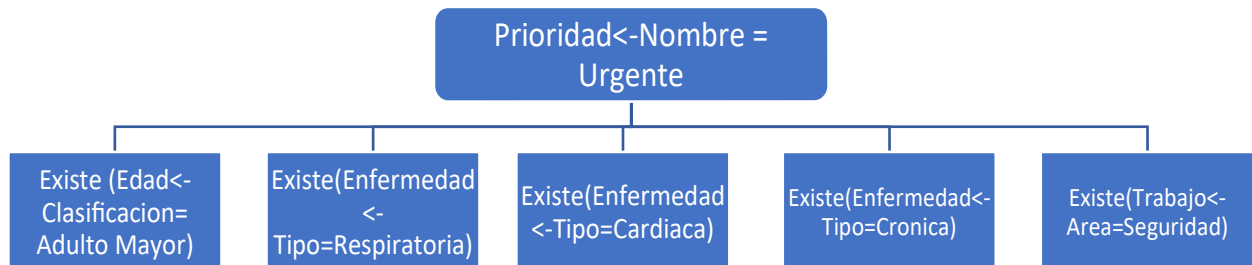 Prioridad<-Nombre =
Urgente
Existe (Edad<-
Clasificacion=
Adulto Mayor)
Existe(Enfermedad
<-
Tipo=Respiratoria)
Existe(Enfermedad
<-Tipo=Cardiaca)
Existe(Enfermedad<-
Tipo=Cronica)
Existe(Trabajo<-
Area=Seguridad)